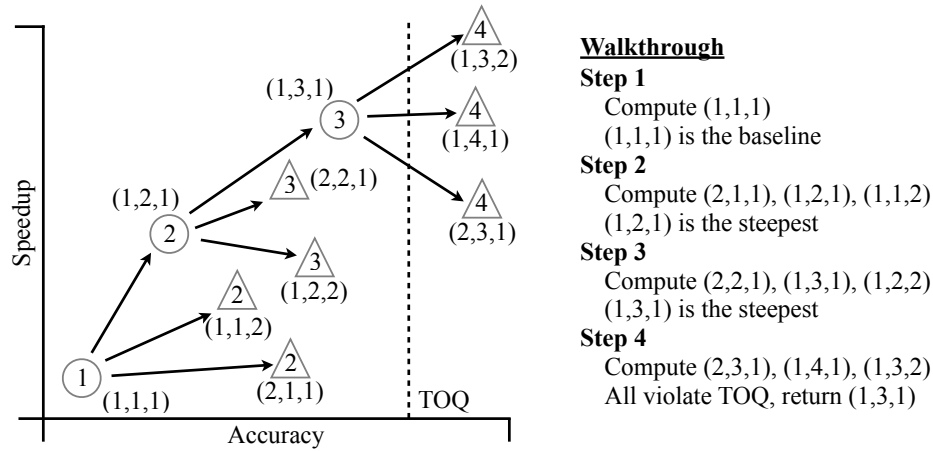 4
(1,3,2)
(1,3,1)
3
4
(1,4,1)
(1,2,1)
3
(2,2,1)
4
(2,3,1)
2
3
(1,2,2)
2
(1,1,2)
1
2
(1,1,1)
(2,1,1)
TOQ
Speedup
Accuracy
Walkthrough
Step 1
Compute (1,1,1)
(1,1,1) is the baseline
Step 2
Compute (2,1,1), (1,2,1), (1,1,2)
(1,2,1) is the steepest
Step 3
Compute (2,2,1), (1,3,1), (1,2,2)
(1,3,1) is the steepest
Step 4
Compute (2,3,1), (1,4,1), (1,3,2)
All violate TOQ, return (1,3,1)